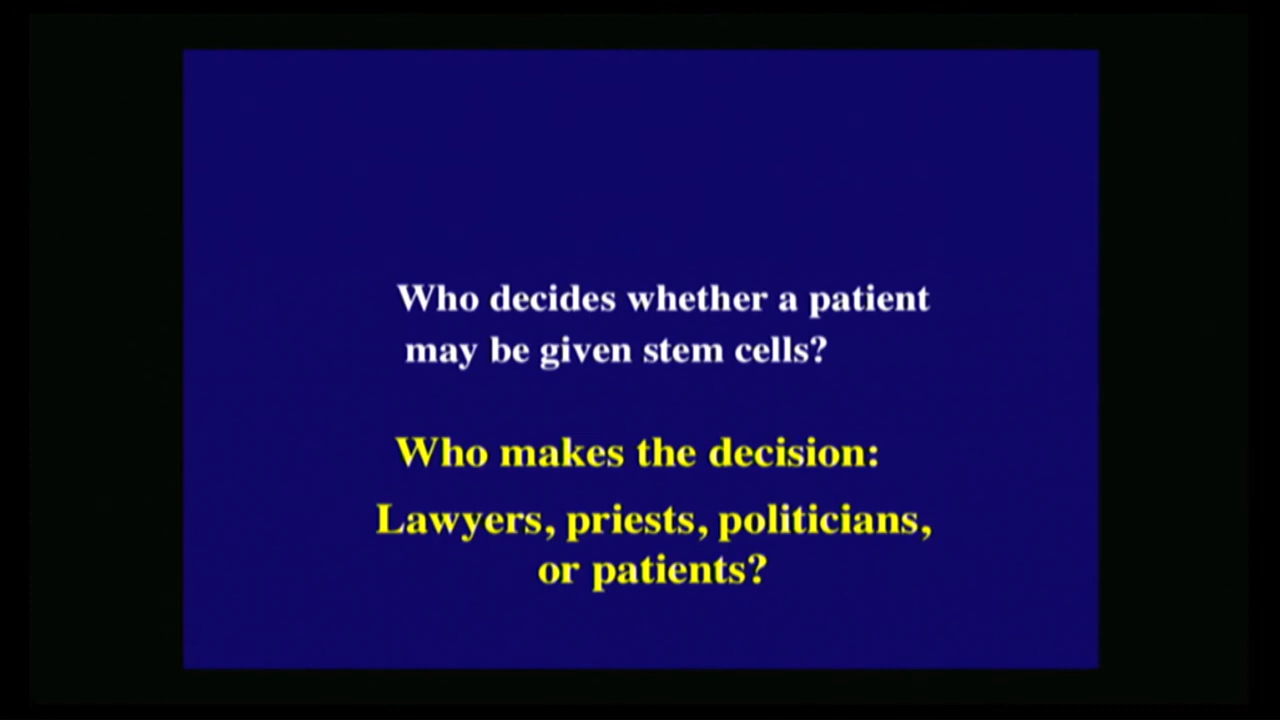 Who decides whether a patient
may be given stem cells?
Who makes the decision:
Lawyers, priests, politicians,
or patients?